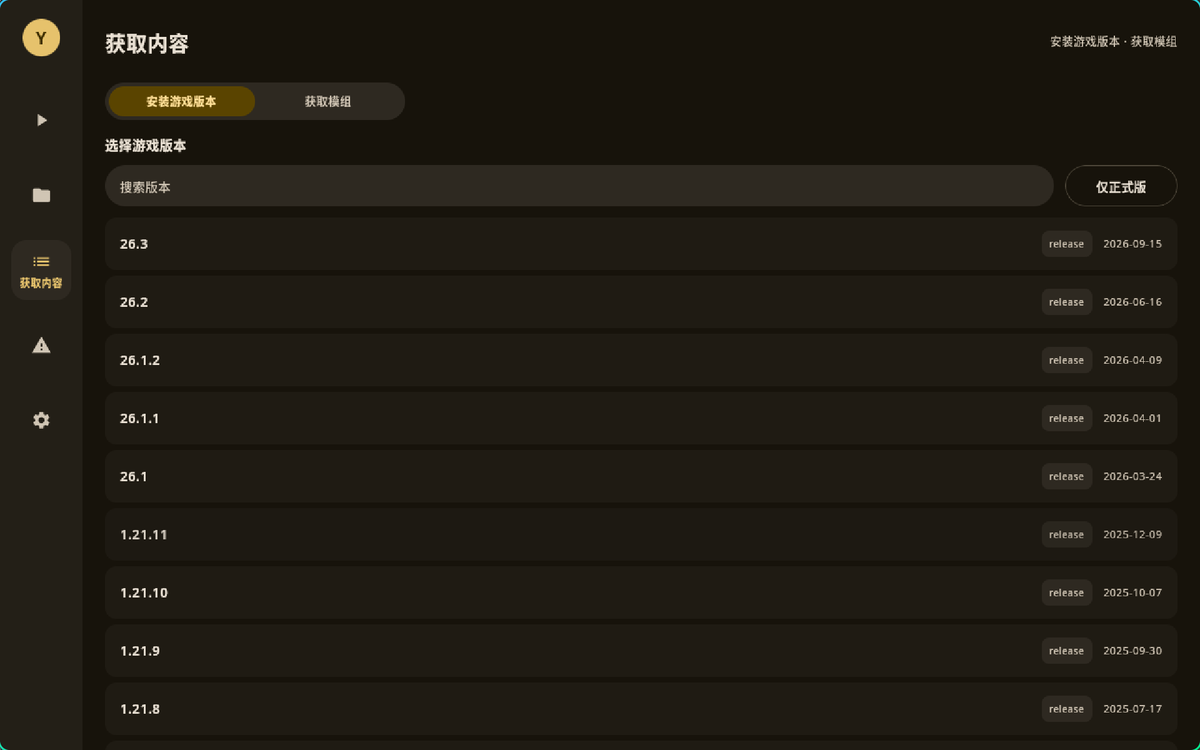 Y
获取内容
安装游戏版本 · 获取模组
安装游戏版本
获取模组
选择游戏版本
搜索版本
仅正式版
26.3 release 2026-09-15
26.2 release 2026-06-16
获取内容
26.1.2 release 2026-04-09
26.1.1 release 2026-04-01
26.1 release 2026-03-24
1.21.11 release 2025-12-09
1.21.10 release 2025-10-07
1.21.9 release 2025-09-30
1.21.8 release 2025-07-17